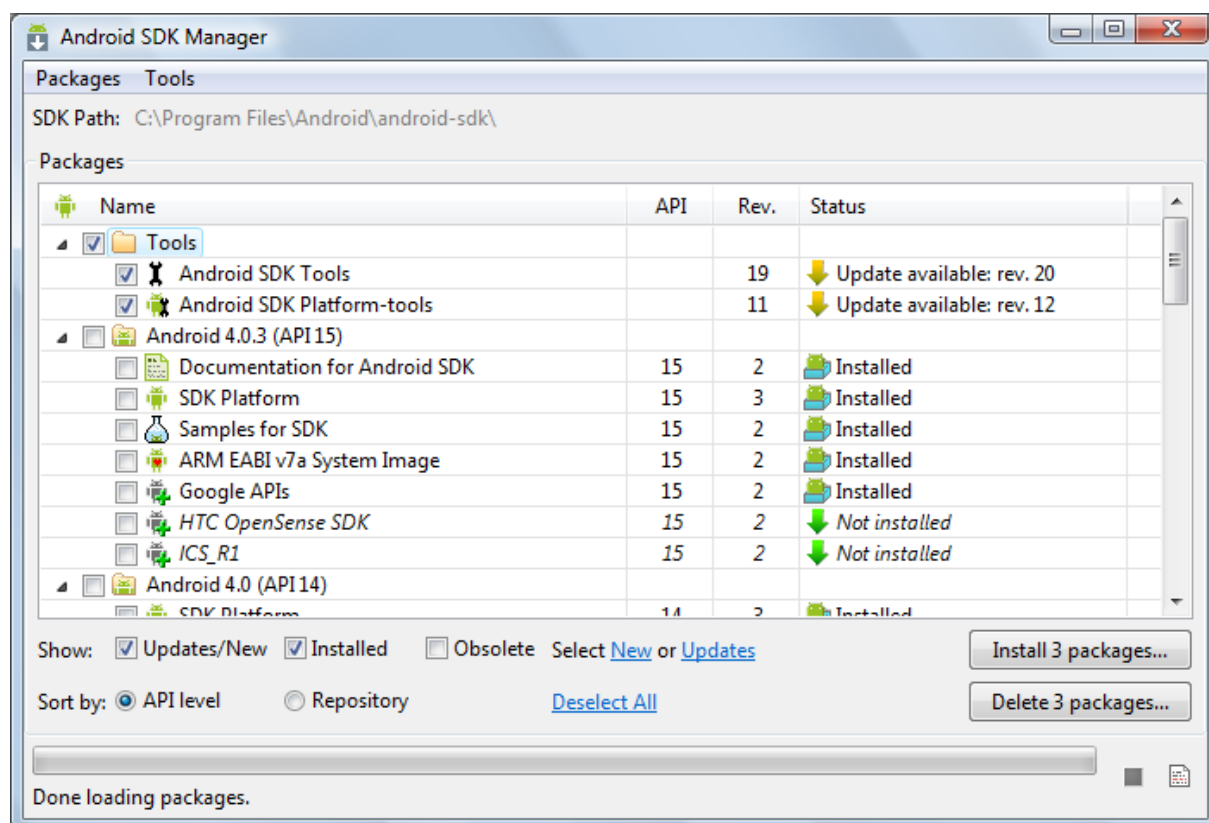 Android SDK Manager
Packages Tools
SDK Path: C:\Program Files\Android\android-sdk\
Packages
Name API Rev. Status
Tools
Android SDK Tools 19 Update available: rev. 20
Android SDK Platform-tools 11 Update available: rev. 12
Android 4.0.3 (API 15)
Documentation for Android SDK 15 2 Installed
SDK Platform 15 3 Installed
Samples for SDK 15 2 Installed
ARM EABI v7a System Image 15 2 Installed
Google APIs 15 2 Installed
HTC OpenSense SDK 15 2 Not installed
ICS_R1 15 2 Not installed
Android 4.0 (API 14)
SDK Platform 14 Installed
Show: Updates/New Installed Obsolete Select New or Updates Install 3 packages...
Sort by: API level Repository Deselect All Delete 3 packages...
Done loading packages.